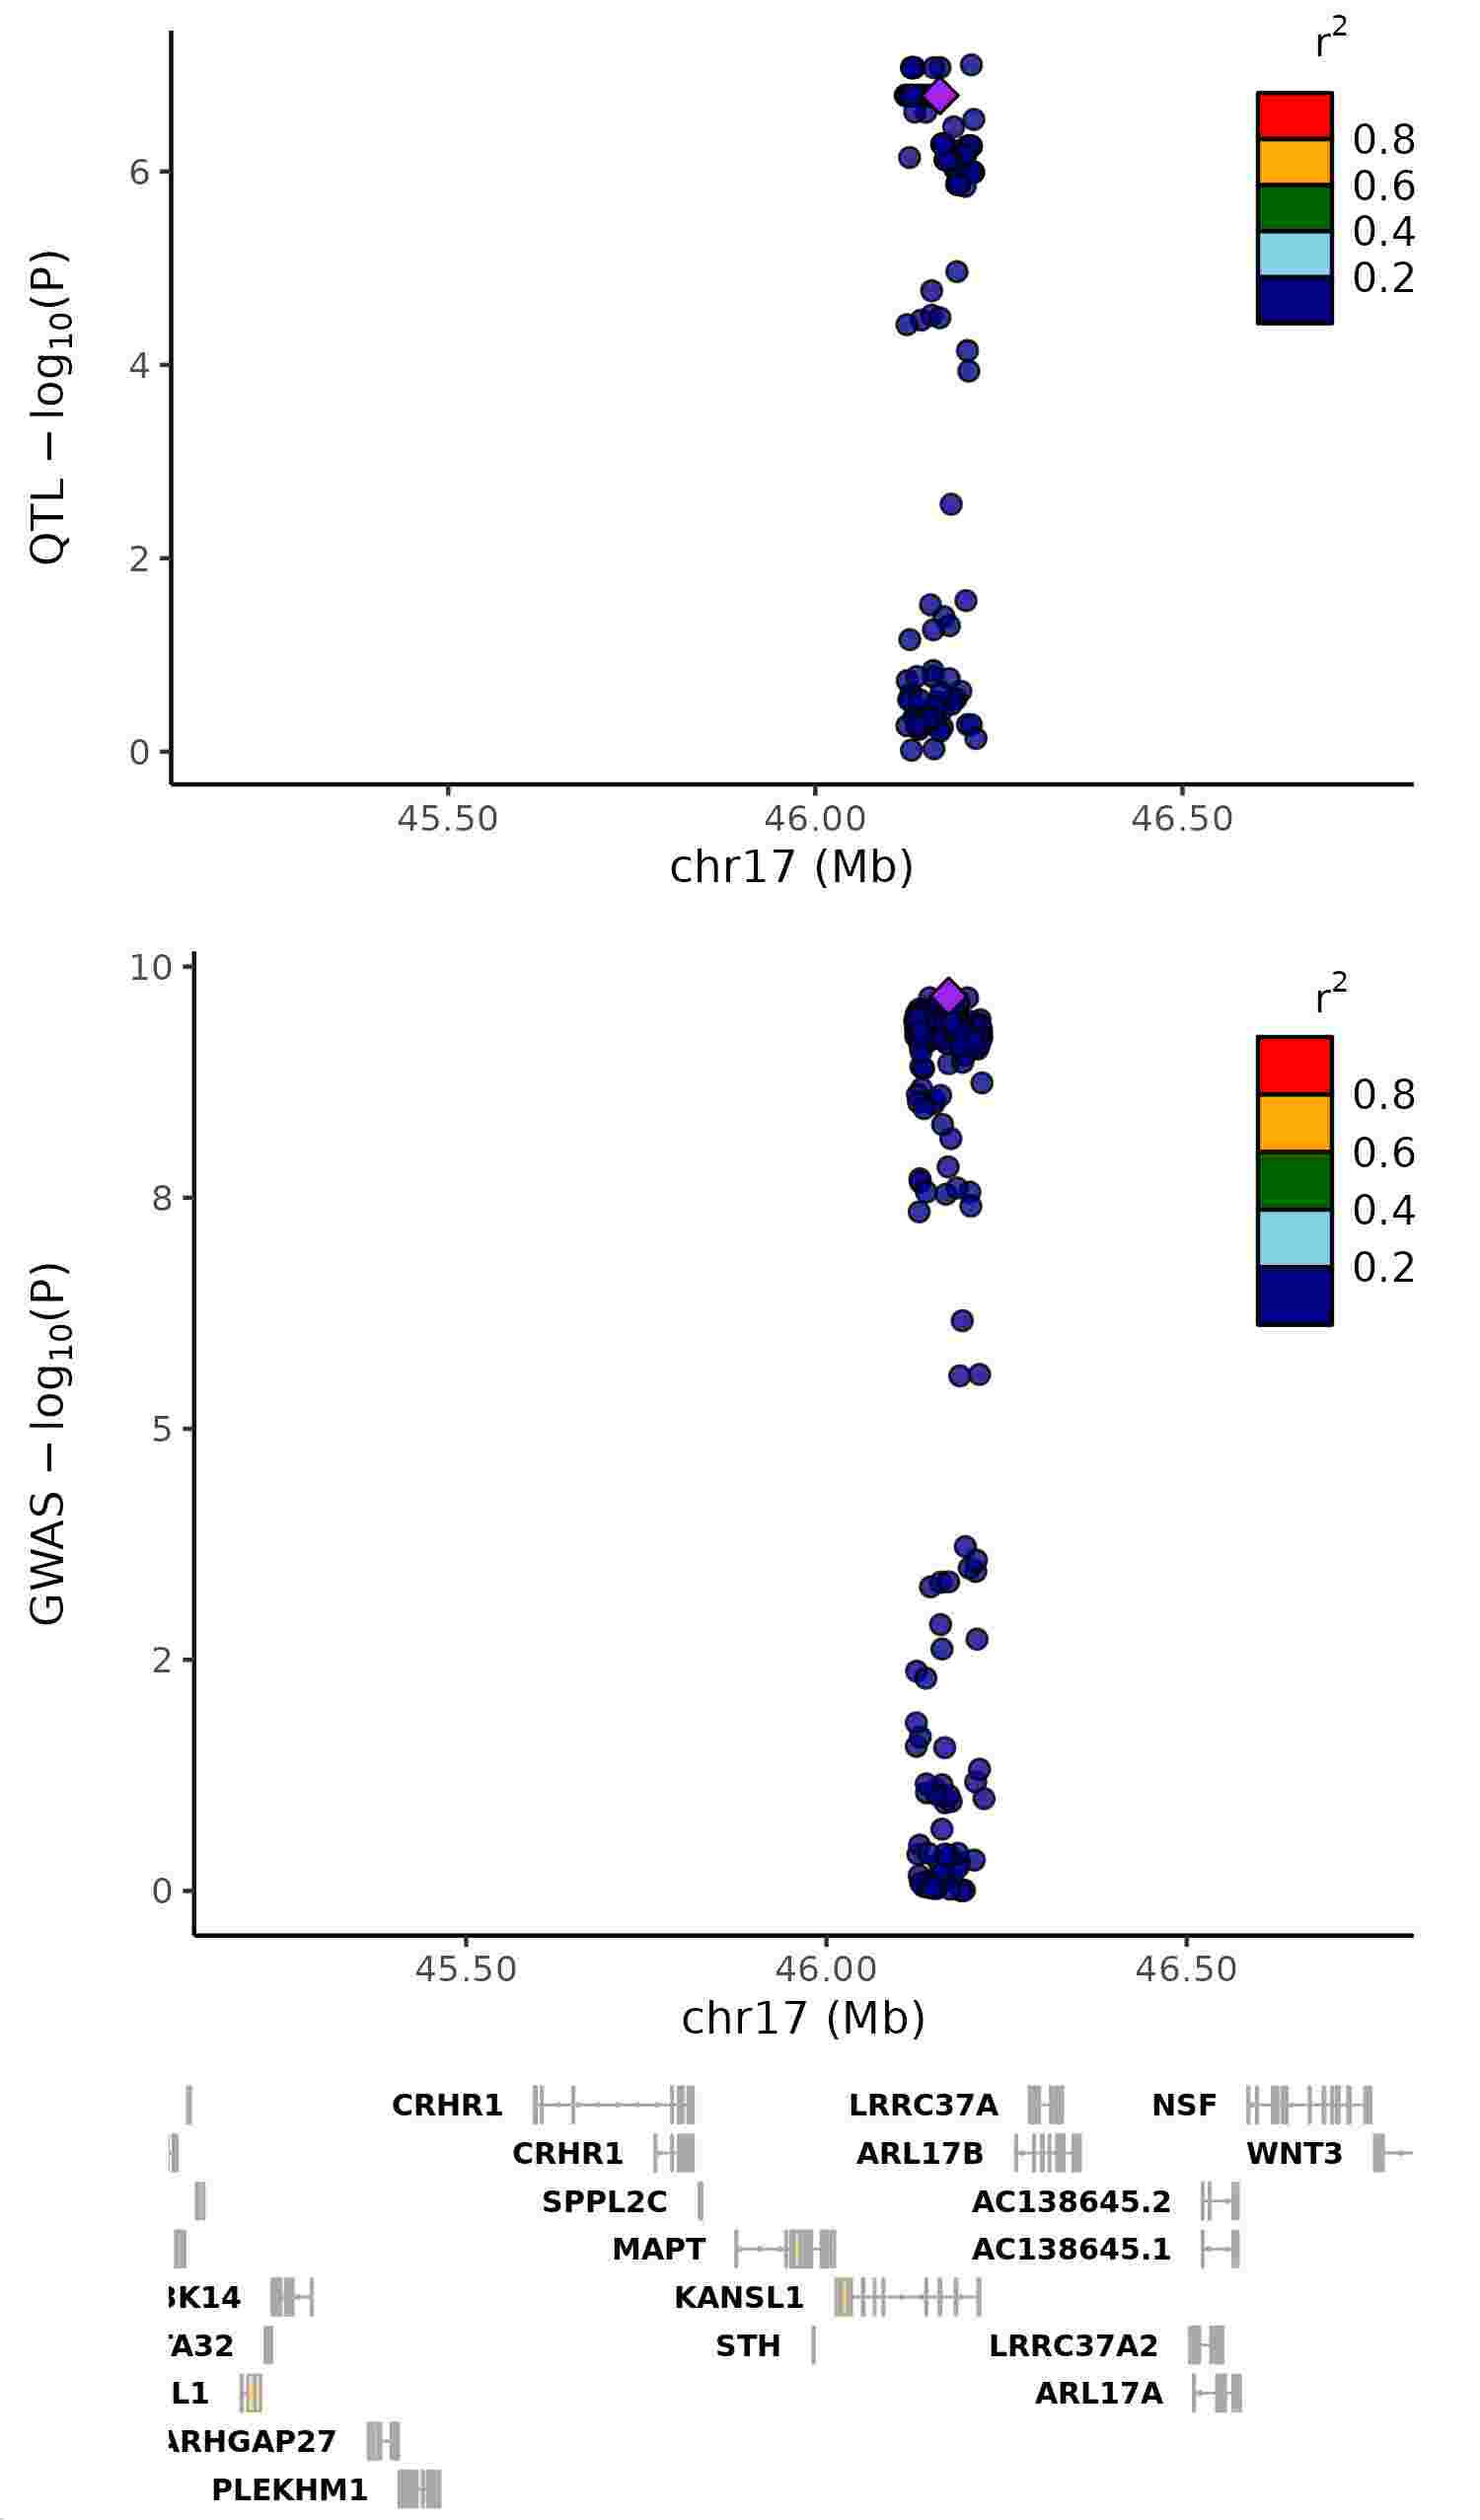 r2
0.8
0.6
0.4
0.2
QTL −log10(P)
6
4
2
0
45.50 46.00 46.50
chr17 (Mb)
r2
0.8
0.6
0.4
0.2
GWAS −log10(P)
10
8
5
2
0
45.50 46.00 46.50
chr17 (Mb)
CRHR1 LRRC37A NSF
CRHR1 ARL17B WNT3
SPPL2C AC138645.2
MAPT AC138645.1
K14 KANSL1
TA32 STH LRRC37A2
L1 ARL17A
ARHGAP27
PLEKHM1